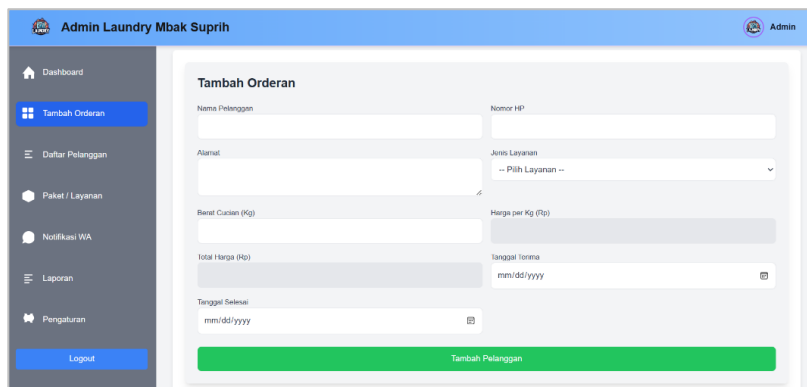 Admin Laundry Mbak Suprih
Admin
Dashboard
Tambah Orderan
Daftar Pelanggan
Paket / Layanan
Notifikasi WA
Laporan
Pengaturan
Logout
Tambah Orderan
Nama Pelanggan
Nomor HP
Alamat
Jenis Layanan
-- Pilih Layanan --
Berat Cucian (Kg)
Harga per Kg (Rp)
Total Harga (Rp)
Tanggal Terima
mm/dd/yyyy
Tanggal Selesai
mm/dd/yyyy
Tambah Pelanggan